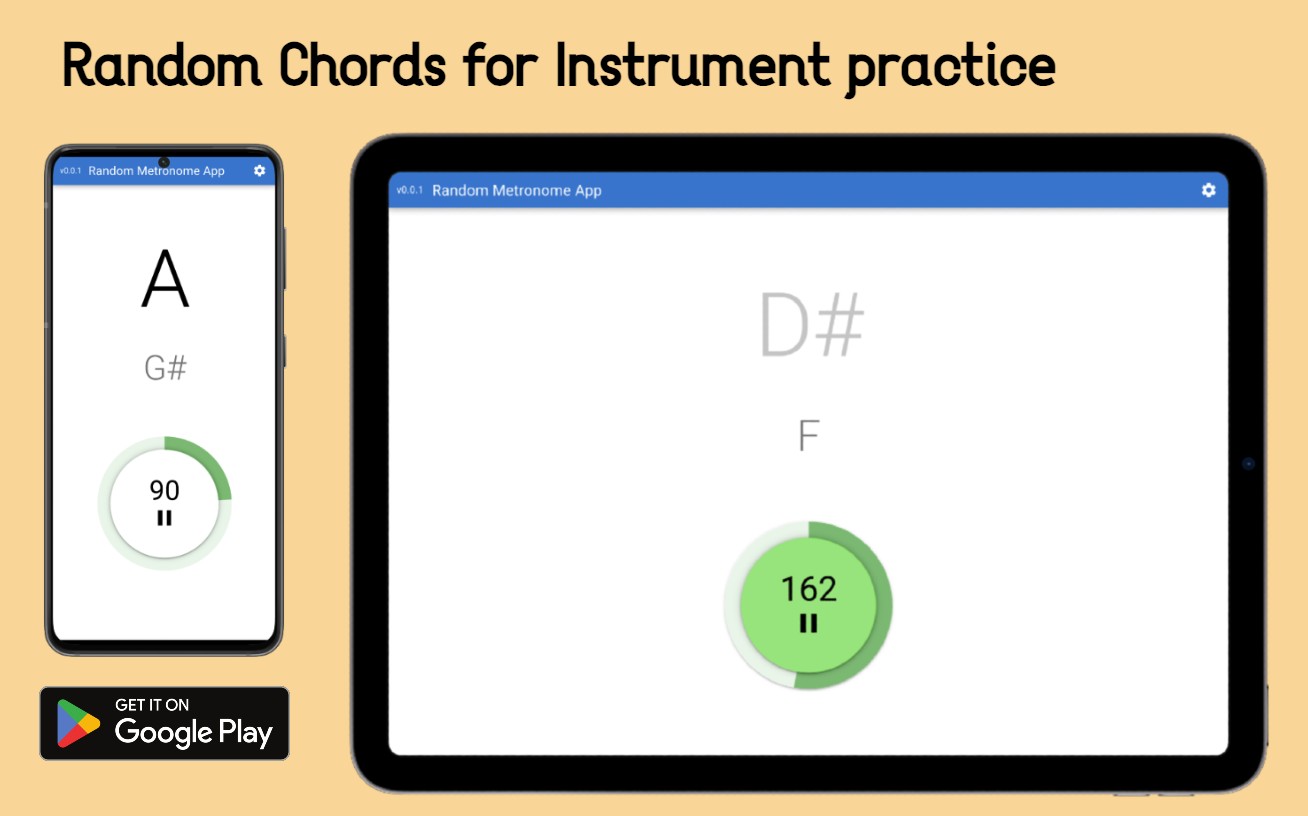 Random Chords for Instrument practice
v0.0.1 Random Metronome App
A
G#
90
GET IT ON
Google Play
v0.0.1 Random Metronome App
D#
F
162